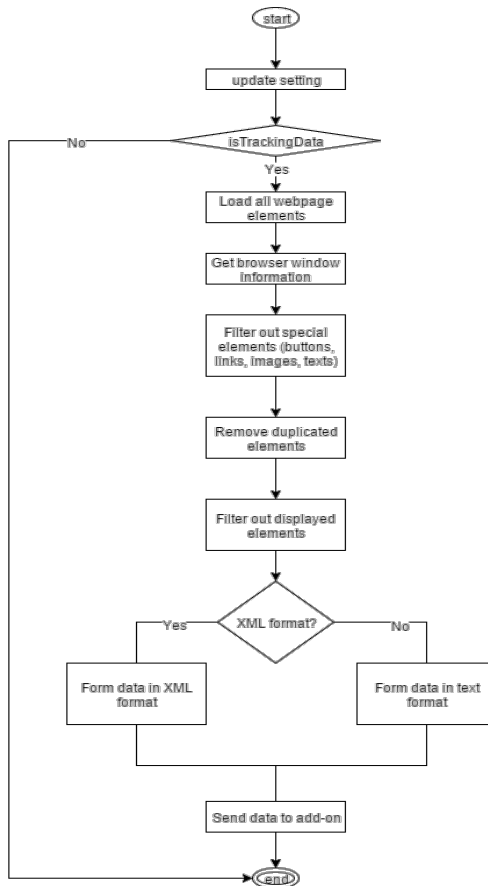 start
update setting
No
isTrackingData
Yes
Load all webpage
elements
Get browser window
information
Filter out special
elements (buttons,
links, images, texts)
Remove duplicated
elements
Filter out displayed
elements
Yes
XML format?
No
Form data in XML
format
Form data in text
format
Send data to add-on
end